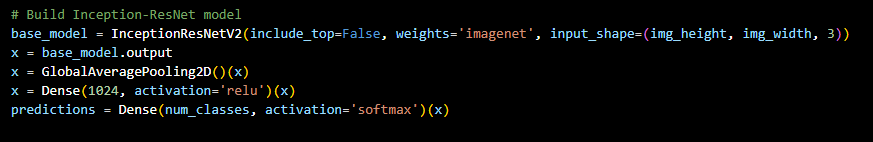 # Build Inception-ResNet model
base_model = InceptionResNetV2(include_top=False, weights='imagenet', input_shape=(img_height, img_width, 3))
x = base_model.output
x = GlobalAveragePooling2D()(x)
x = Dense(1024, activation='relu')(x)
predictions = Dense(num_classes, activation='softmax')(x)